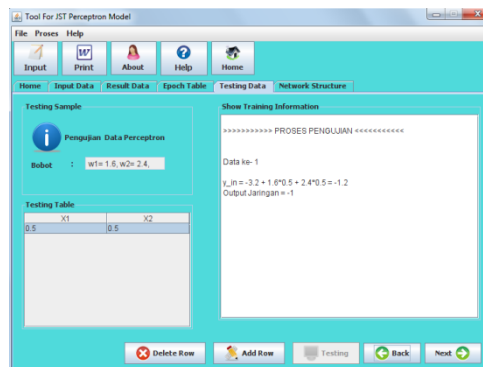 Tool For JST Perceptron Model
File Proses Help
Input Print About Help Home
Home Input Data Result Data Epoch Table Testing Data Network Structure
Testing Sample
Pengujian Data Perceptron
Bobot : w1= 1.6, w2= 2.4,
Testing Table
X1 X2
0.5 0.5
Show Training Information
>>>>>>>>>>> PROSES PENGUJIAN <<<<<<<<<<<
Data ke- 1
y_in = -3.2 + 1.6*0.5 + 2.4*0.5 = -1.2
Output Jaringan = -1
Delete Row Add Row Testing Back Next